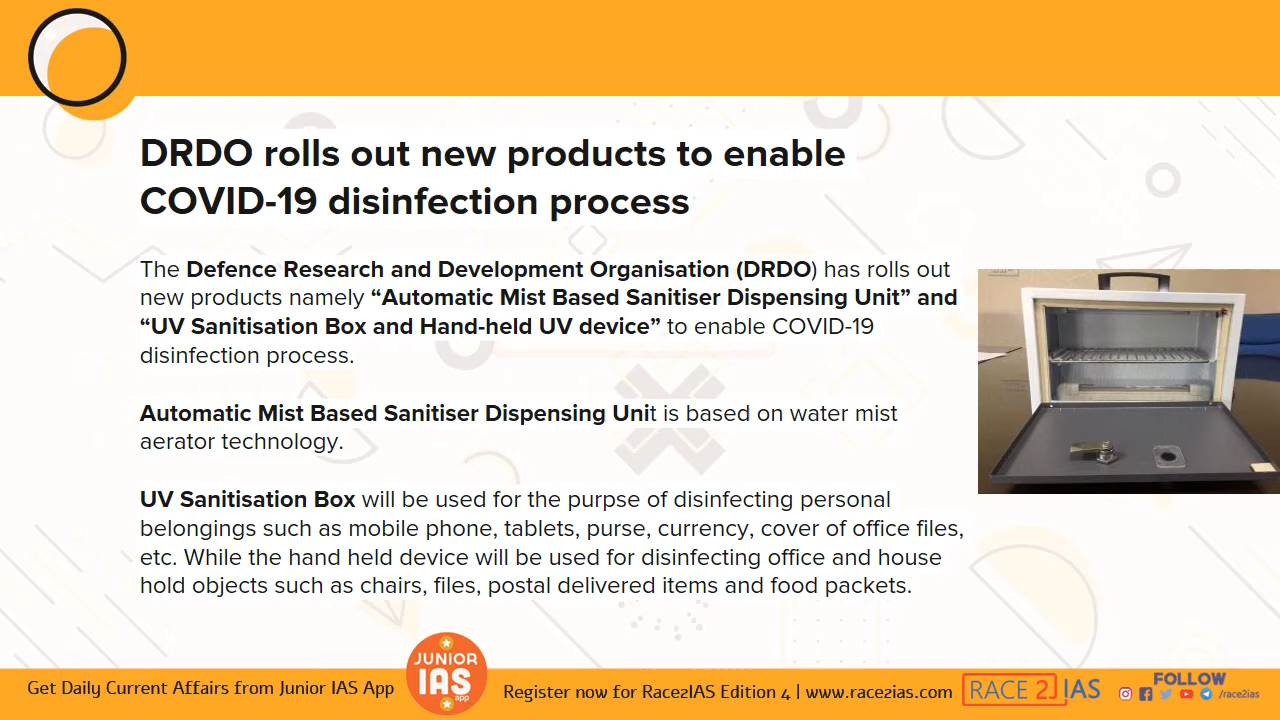 DRDO rolls out new products to enable
COVID-19 disinfection process
The Defence Research and Development Organisation (DRDO) has rolls out
new products namely “Automatic Mist Based Sanitiser Dispensing Unit” and
“UV Sanitisation Box and Hand-held UV device” to enable COVID-19
disinfection process.
Automatic Mist Based Sanitiser Dispensing Unit is based on water mist
aerator technology.
UV Sanitisation Box will be used for the purpse of disinfecting personal
belongings such as mobile phone, tablets, purse, currency, cover of office files,
etc. While the hand held device will be used for disinfecting office and house
hold objects such as chairs, files, postal delivered items and food packets.
Get Daily Current Affairs from Junior IAS App
JUNIOR
IAS
app
Register now for Race2IAS Edition 4 | www.race2ias.com
RACE 2 IAS
FOLLOW
/race2ias